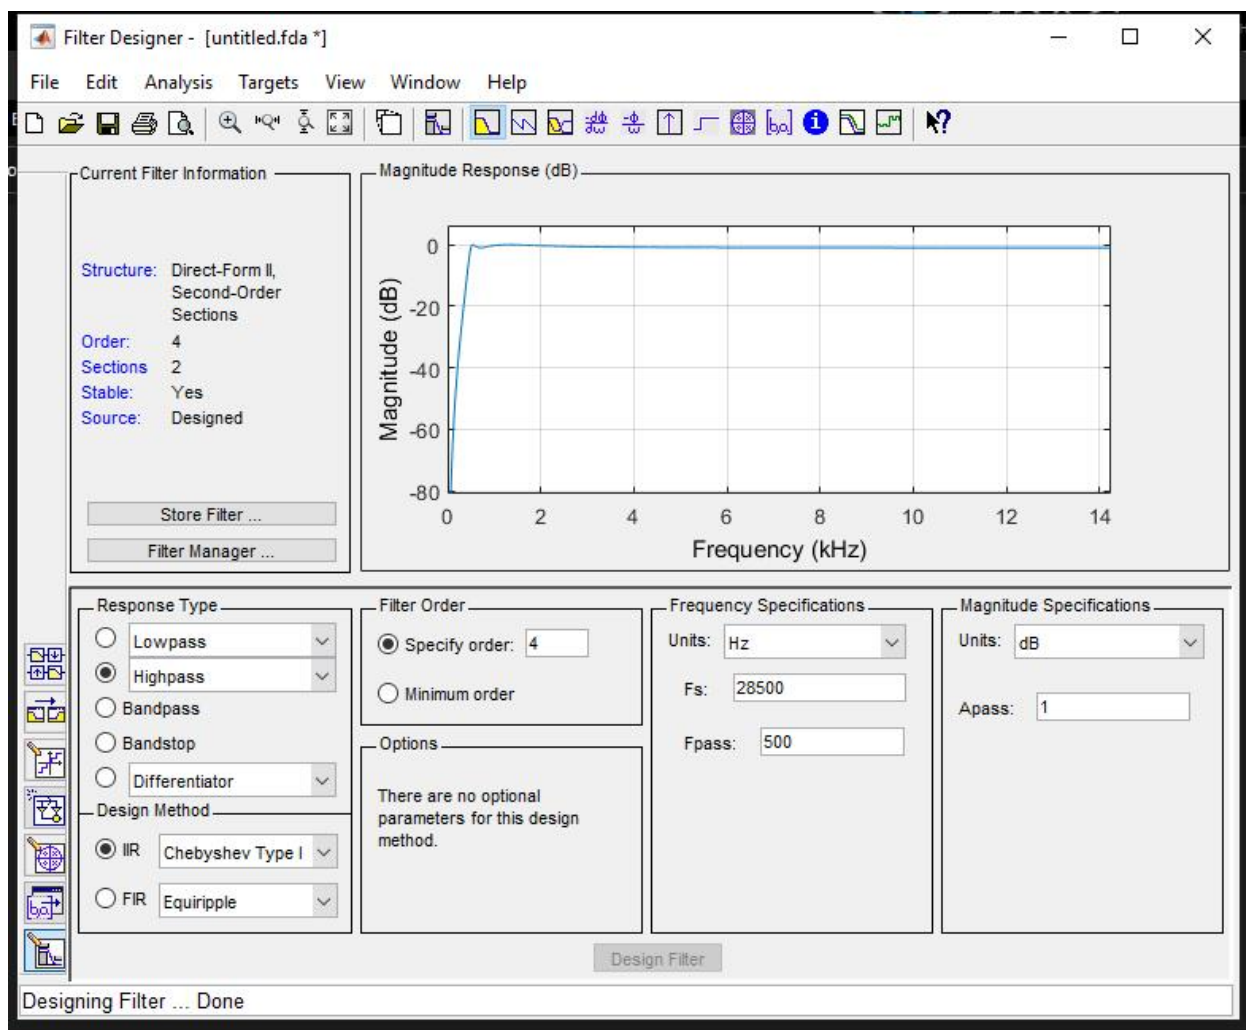 Filter Designer - [untitled.fda *]
File Edit Analysis Targets View Window Help
Current Filter Information
Structure: Direct-Form II,
Second-Order
Sections
Order: 4
Sections 2
Stable: Yes
Source: Designed
Store Filter ...
Filter Manager ...
Magnitude Response (dB)
0
-20
-40
-60
-80
Magnitude (dB)
0 2 4 6 8 10 12 14
Frequency (kHz)
Response Type
Lowpass
Highpass
Bandpass
Bandstop
Differentiator
Design Method
IIR Chebyshev Type I
FIR Equiripple
Filter Order
Specify order: 4
Minimum order
Options
There are no optional
parameters for this design
method.
Frequency Specifications
Units: Hz
Fs: 28500
Fpass: 500
Magnitude Specifications
Units: dB
Apass: 1
Design Filter
Designing Filter ... Done